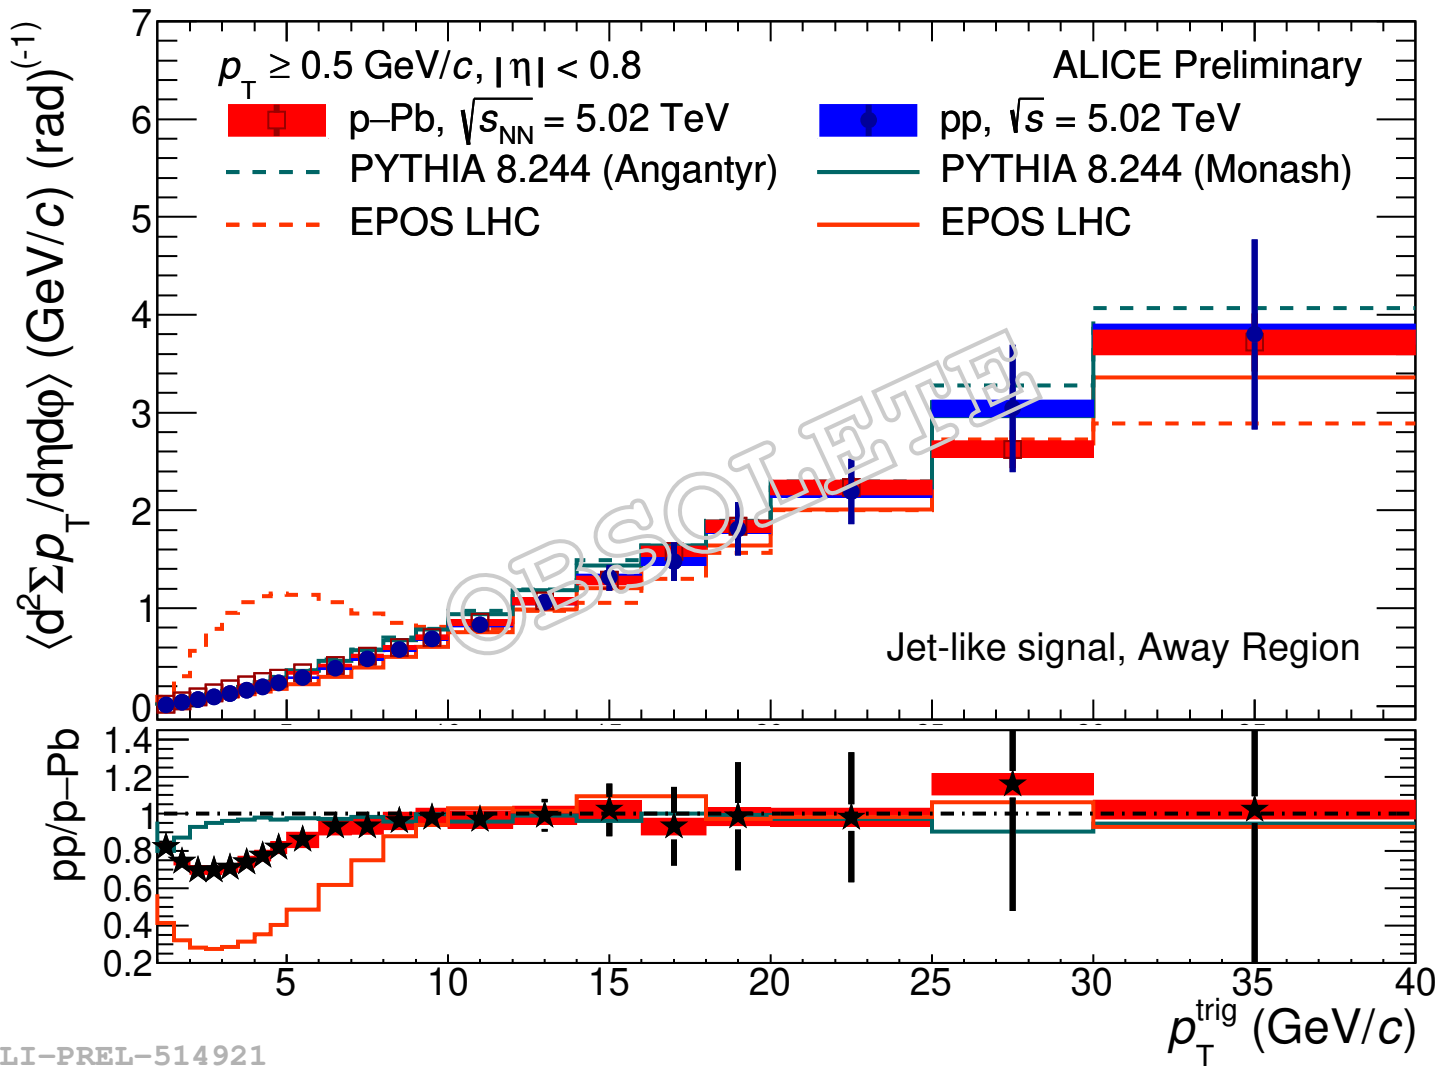 ⟨d²Σp_T/dηdφ⟩ (GeV/c) (rad)^(-1)
7
6
5
4
3
2
1
0
p_T ≥ 0.5 GeV/c, |η| < 0.8
ALICE Preliminary
p–Pb, √s_NN = 5.02 TeV
pp, √s = 5.02 TeV
PYTHIA 8.244 (Angantyr)
PYTHIA 8.244 (Monash)
EPOS LHC
EPOS LHC
OBSOLETE
Jet-like signal, Away Region
pp/p–Pb
1.4
1.2
1
0.8
0.6
0.4
0.2
5 10 15 20 25 30 35 40
p_T^trig (GeV/c)
LI-PREL-514921